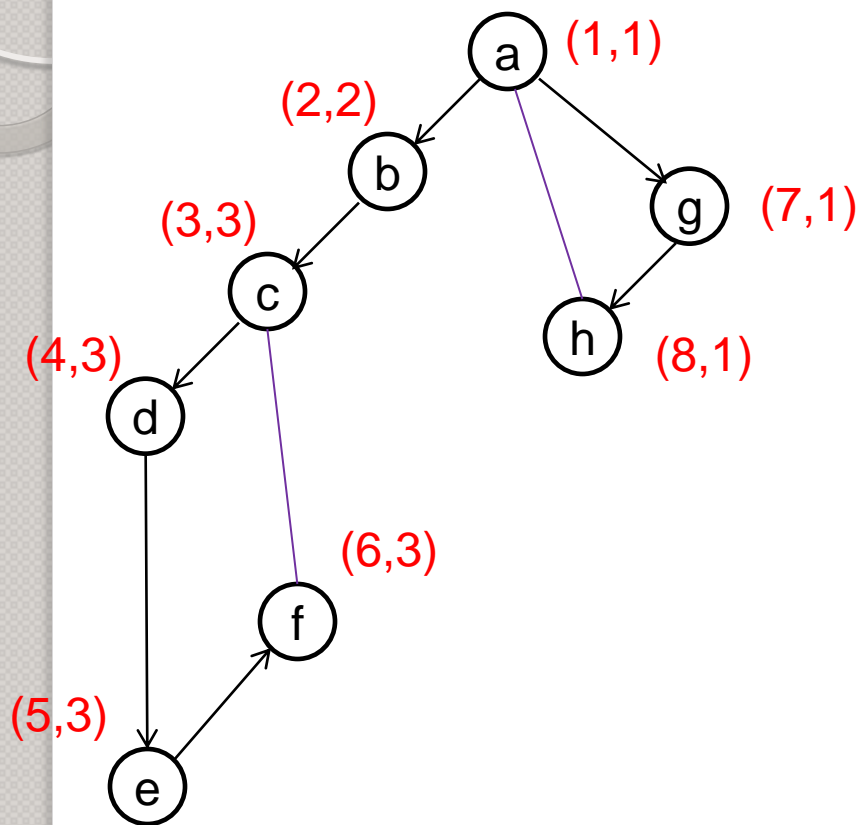 a (1,1)
(2,2)
b
g (7,1)
(3,3)
c
h (8,1)
(4,3)
d
(6,3)
f
(5,3)
e